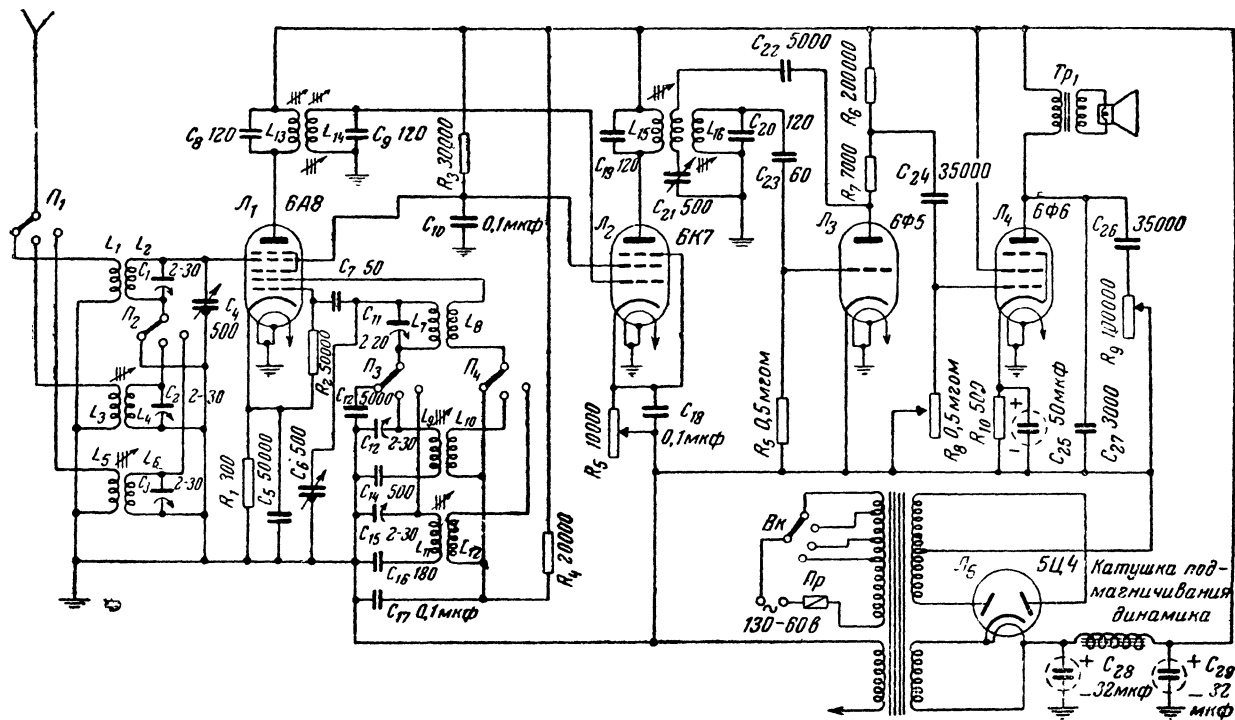 C22 5000
Тр1
C8 120
L13
L14
C9 120
R3 30000
C19 120
L15
L16
C20 120
C23 60
R6 200000
R7 7000
C24 35000
П1
Л1 6А8
C10 0,1мкф
C21 500
Л2 6К7
Л3 6Ф5
Л4 6Ф6
C26 35000
L1
L2
C1 2-30
П2
C4 500
C7 50
C11 2 20
L7
L8
R2 50000
П3
П4
C12 5000
R9 100000
L3
L4
C2 2-30
L9
L10
C12 2-30
R5 10000
C18 0,1мкф
R5 0,5мгом
R8 0,5мгом
R10 500
C25 50мкф
C27 3000
L5
L6
C3 2-30
R1 300
C5 50000
C6 500
C14 500
C15 2-30
L11
L12
C16 180
C17 0,1мкф
R4 20000
Вк
Пр
130-60в
Л5 5Ц4
Катушка под-
магничивания
динамика
+ C28
- 32мкф
+ C29
- 32
мкф